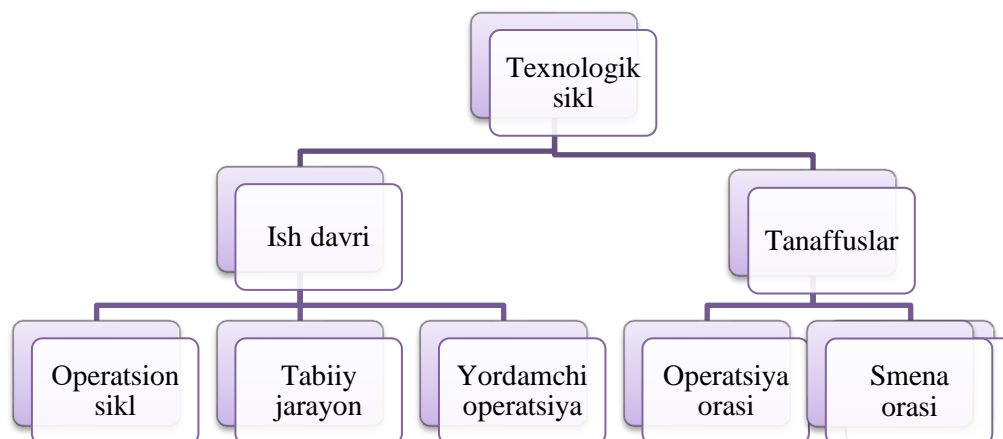 Texnologik
sikl
Ish davri
Tanaffuslar
Operatsion
sikl
Tabiiy
jarayon
Yordamchi
operatsiya
Operatsiya
orasi
Smena
orasi